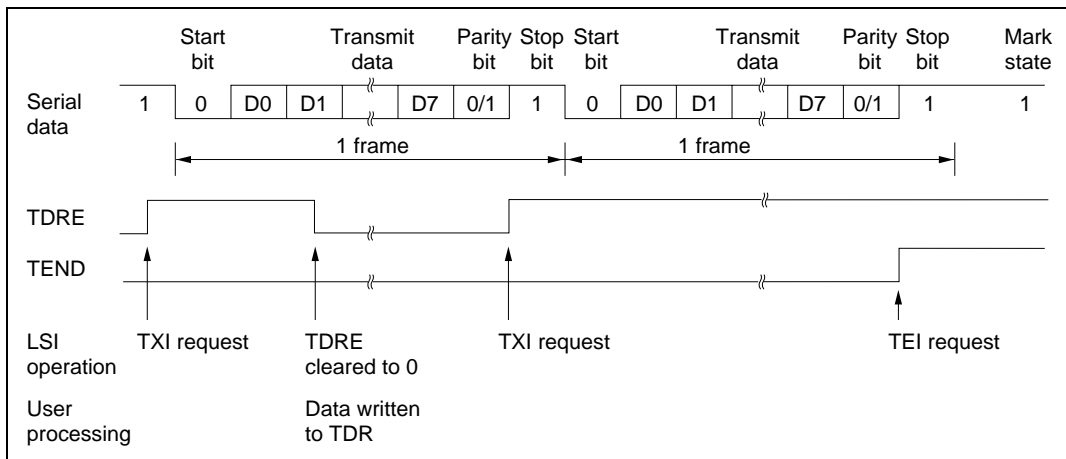 Start bit Transmit data Parity bit Stop bit Start bit Transmit data Parity bit Stop bit Mark state
Serial data 1 0 D0 D1 D7 0/1 1 0 D0 D1 D7 0/1 1 1
1 frame 1 frame
TDRE
TEND
LSI operation TXI request TDRE cleared to 0 TXI request TEI request
User processing Data written to TDR